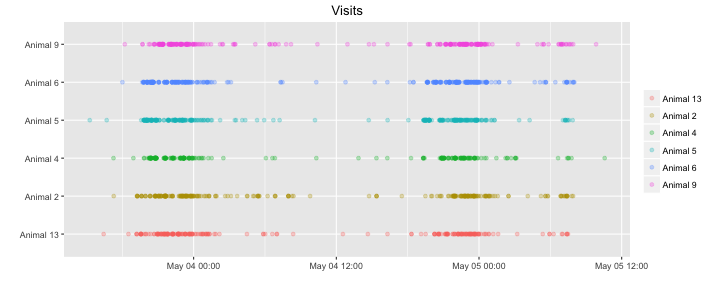 Visits
Animal 9
Animal 6
Animal 5
Animal 4
Animal 2
Animal 13
May 04 00:00
May 04 12:00
May 05 00:00
May 05 12:00
Animal 13
Animal 2
Animal 4
Animal 5
Animal 6
Animal 9